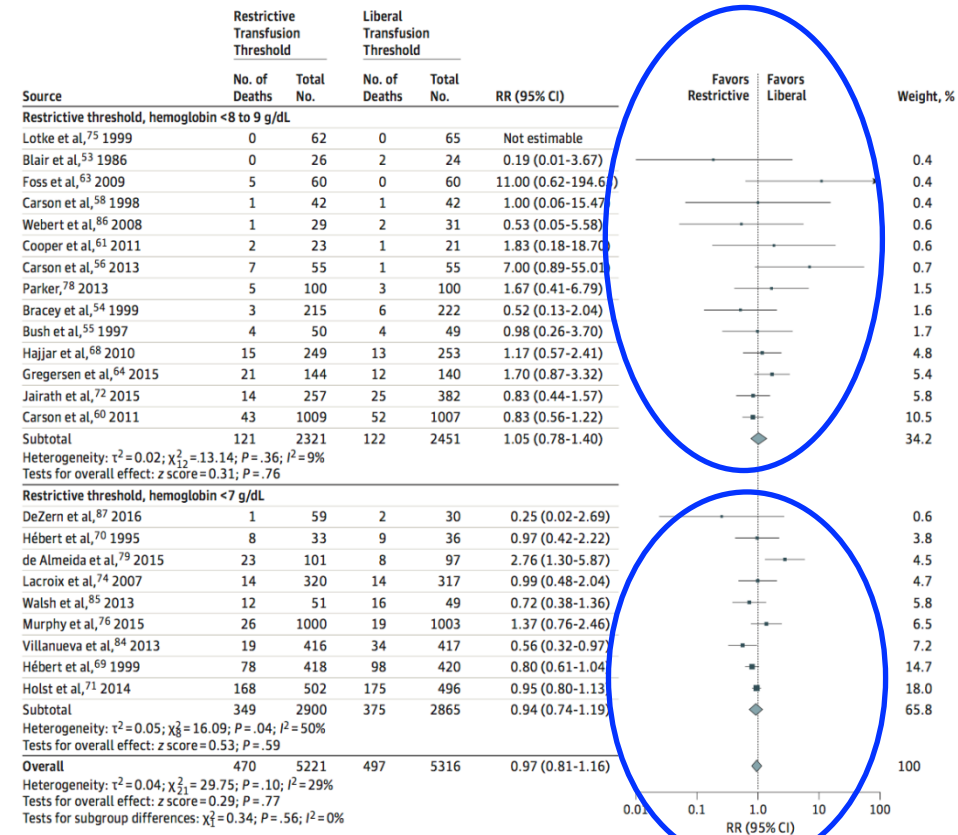 Restrictive Transfusion Threshold Liberal Transfusion Threshold
Source No. of Deaths Total No. No. of Deaths Total No. RR (95% CI) Favors Restrictive Favors Liberal Weight, %
Restrictive threshold, hemoglobin <8 to 9 g/dL
Lotke et al,75 1999 0 62 0 65 Not estimable
Blair et al,53 1986 0 26 2 24 0.19 (0.01-3.67) 0.4
Foss et al,63 2009 5 60 0 60 11.00 (0.62-194.63) 0.4
Carson et al,58 1998 1 42 1 42 1.00 (0.06-15.47 0.4
Webert et al,86 2008 1 29 2 31 0.53 (0.05-5.58) 0.6
Cooper et al,61 2011 2 23 1 21 1.83 (0.18-18.70) 0.6
Carson et al,56 2013 7 55 1 55 7.00 (0.89-55.01) 0.7
Parker,78 2013 5 100 3 100 1.67 (0.41-6.79) 1.5
Bracey et al,54 1999 3 215 6 222 0.52 (0.13-2.04) 1.6
Bush et al,55 1997 4 50 4 49 0.98 (0.26-3.70) 1.7
Hajjar et al,68 2010 15 249 13 253 1.17 (0.57-2.41) 4.8
Gregersen et al,64 2015 21 144 12 140 1.70 (0.87-3.32) 5.4
Jairath et al,72 2015 14 257 25 382 0.83 (0.44-1.57) 5.8
Carson et al,60 2011 43 1009 52 1007 0.83 (0.56-1.22) 10.5
Subtotal 121 2321 122 2451 1.05 (0.78-1.40) 34.2
Heterogeneity: τ²=0.02; χ²12=13.14; P=.36; I²=9%
Tests for overall effect: z score=0.31; P=.76
Restrictive threshold, hemoglobin <7 g/dL
DeZern et al,87 2016 1 59 2 30 0.25 (0.02-2.69) 0.6
Hébert et al,70 1995 8 33 9 36 0.97 (0.42-2.22) 3.8
de Almeida et al,79 2015 23 101 8 97 2.76 (1.30-5.87) 4.5
Lacroix et al,74 2007 14 320 14 317 0.99 (0.48-2.04) 4.7
Walsh et al,85 2013 12 51 16 49 0.72 (0.38-1.36) 5.8
Murphy et al,76 2015 26 1000 19 1003 1.37 (0.76-2.46) 6.5
Villanueva et al,84 2013 19 416 34 417 0.56 (0.32-0.97) 7.2
Hébert et al,69 1999 78 418 98 420 0.80 (0.61-1.04 14.7
Holst et al,71 2014 168 502 175 496 0.95 (0.80-1.13 18.0
Subtotal 349 2900 375 2865 0.94 (0.74-1.19) 65.8
Heterogeneity: τ²=0.05; χ²8=16.09; P=.04; I²=50%
Tests for overall effect: z score=0.53; P=.59
Overall 470 5221 497 5316 0.97 (0.81-1.16) 100
Heterogeneity: τ²=0.04; χ²21=29.75; P=.10; I²=29%
Tests for overall effect: z score=0.29; P=.77
Tests for subgroup differences: χ²1=0.34; P=.56; I²=0%
0.01 0.1 1.0 10 100
RR (95% CI)